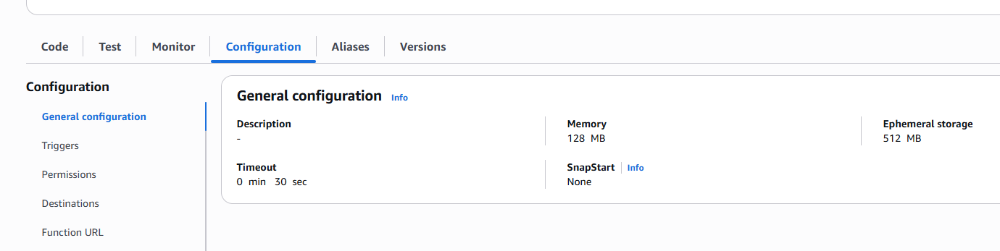 Code Test Monitor Configuration Aliases Versions
Configuration
General configuration
Triggers
Permissions
Destinations
Function URL
General configuration Info
Description
-
Memory
128 MB
Ephemeral storage
512 MB
Timeout
0 min 30 sec
SnapStart Info
None